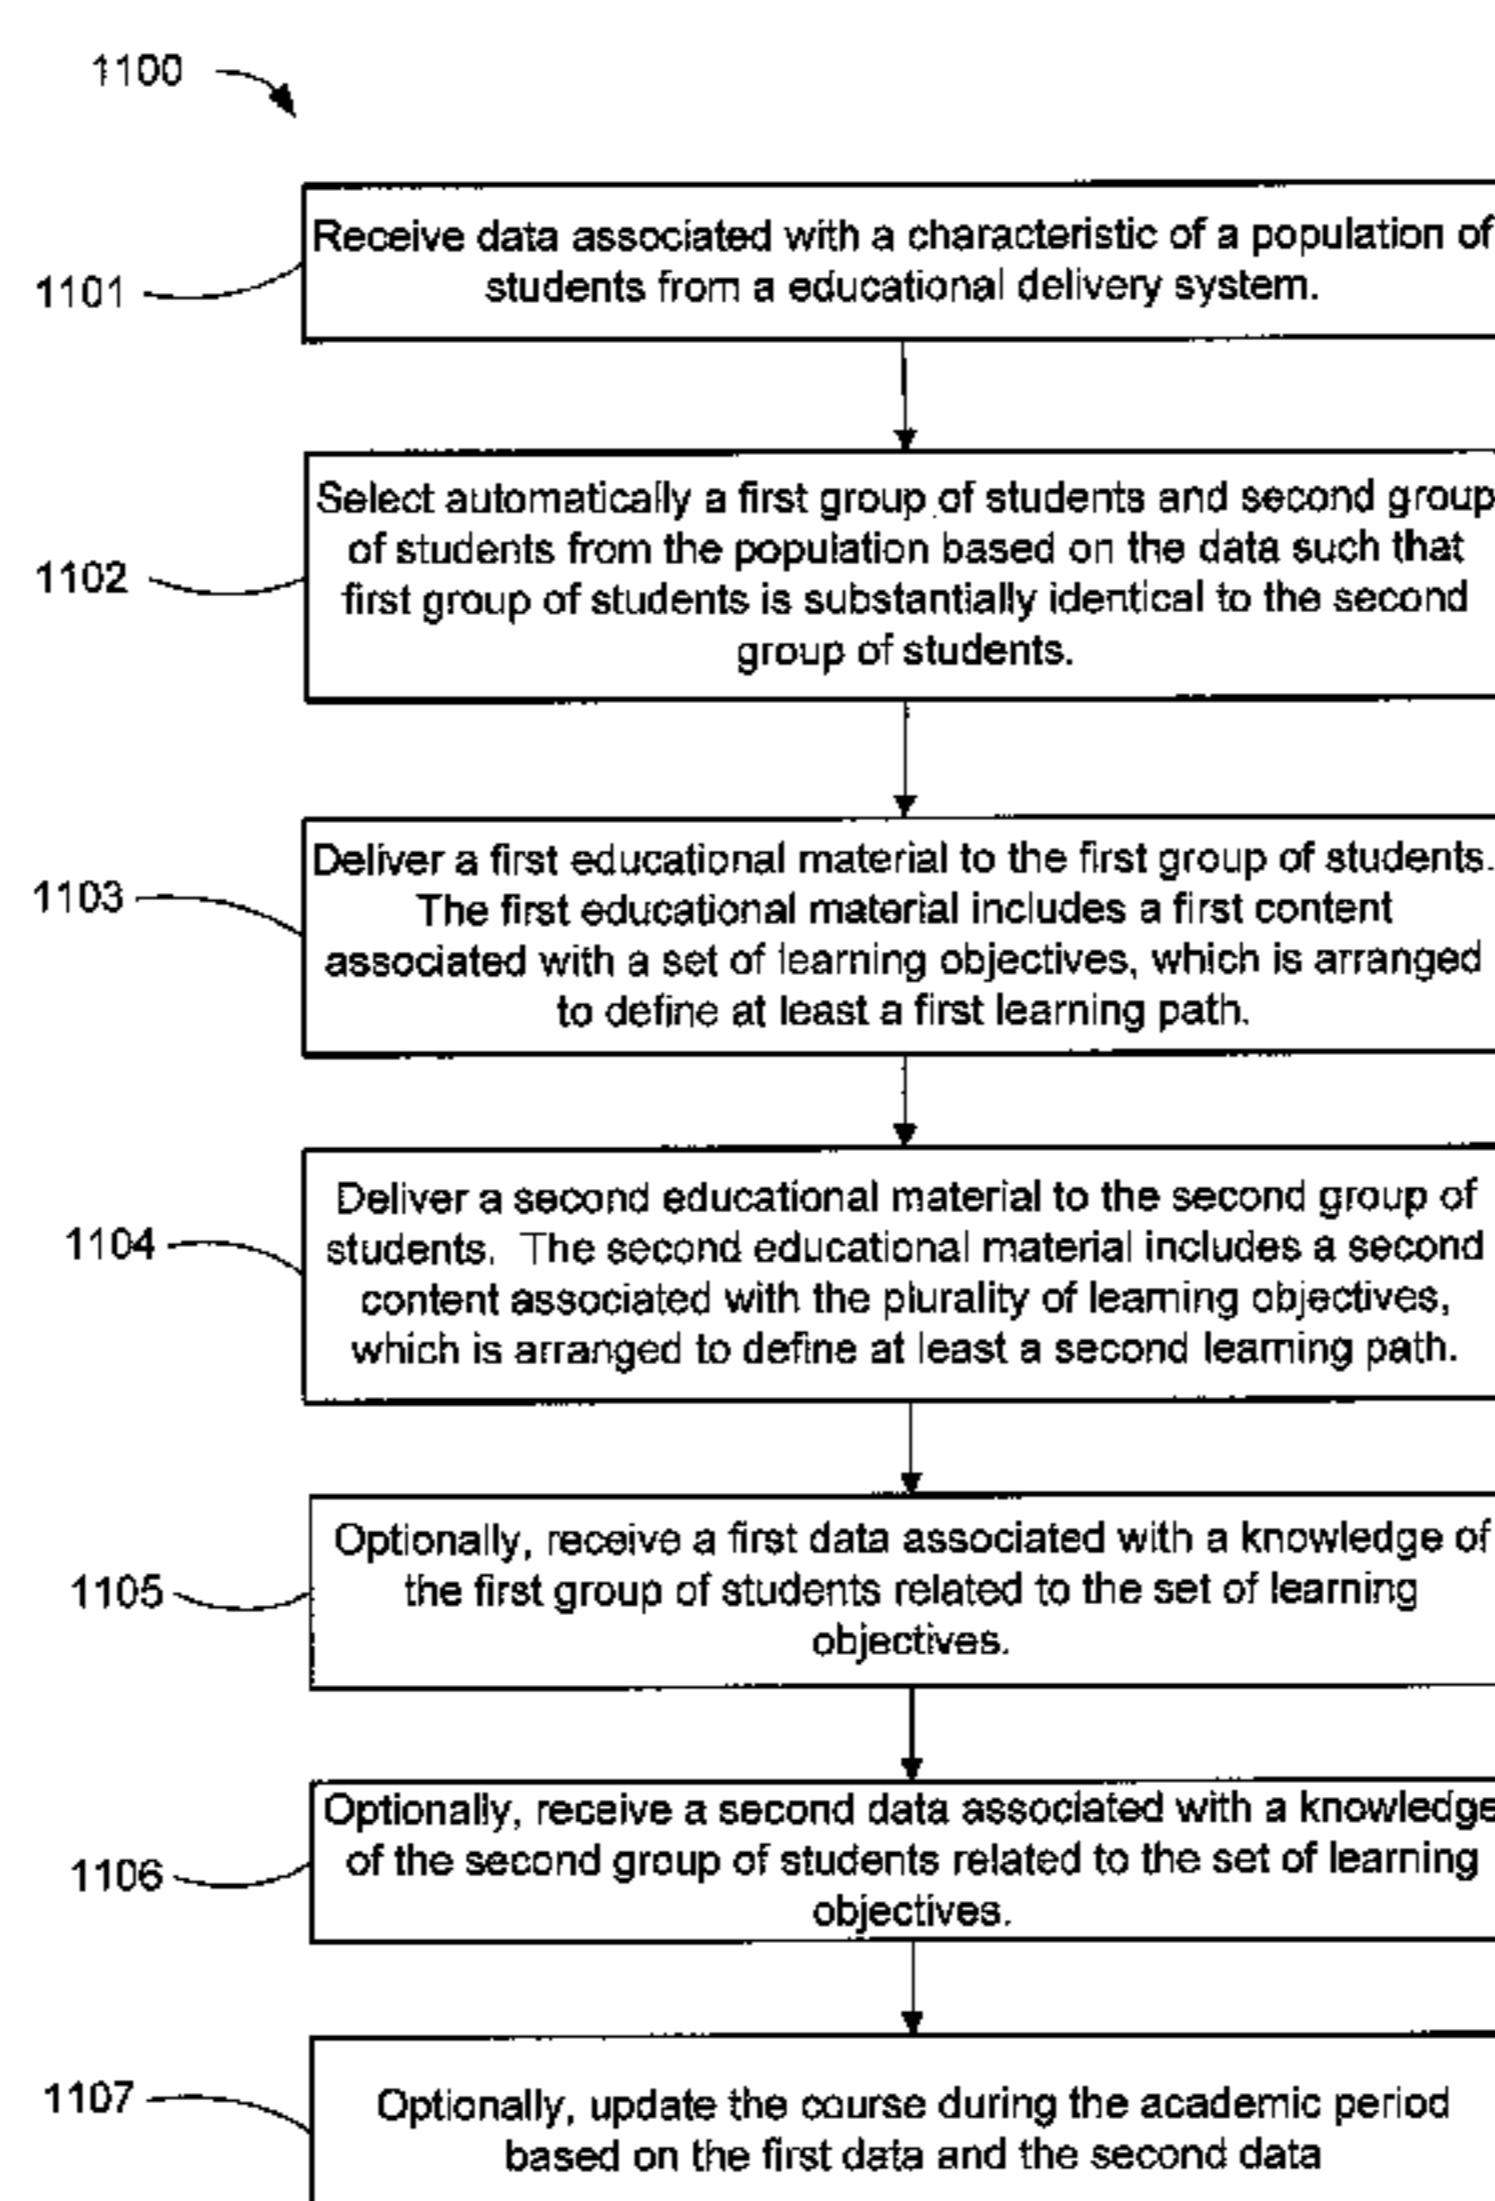 1100
Receive data associated with a characteristic of a population of
students from a educational delivery system.
1101
Select automatically a first group of students and second group
of students from the population based on the data such that
first group of students is substantially identical to the second
group of students.
1102
Deliver a first educational material to the first group of students.
The first educational material includes a first content
associated with a set of learning objectives, which is arranged
to define at least a first learning path.
1103
Deliver a second educational material to the second group of
students. The second educational material includes a second
content associated with the plurality of learning objectives,
which is arranged to define at least a second learning path.
1104
Optionally, receive a first data associated with a knowledge of
the first group of students related to the set of learning
objectives.
1105
Optionally, receive a second data associated with a knowledge
of the second group of students related to the set of learning
objectives.
1106
Optionally, update the course during the academic period
based on the first data and the second data
1107